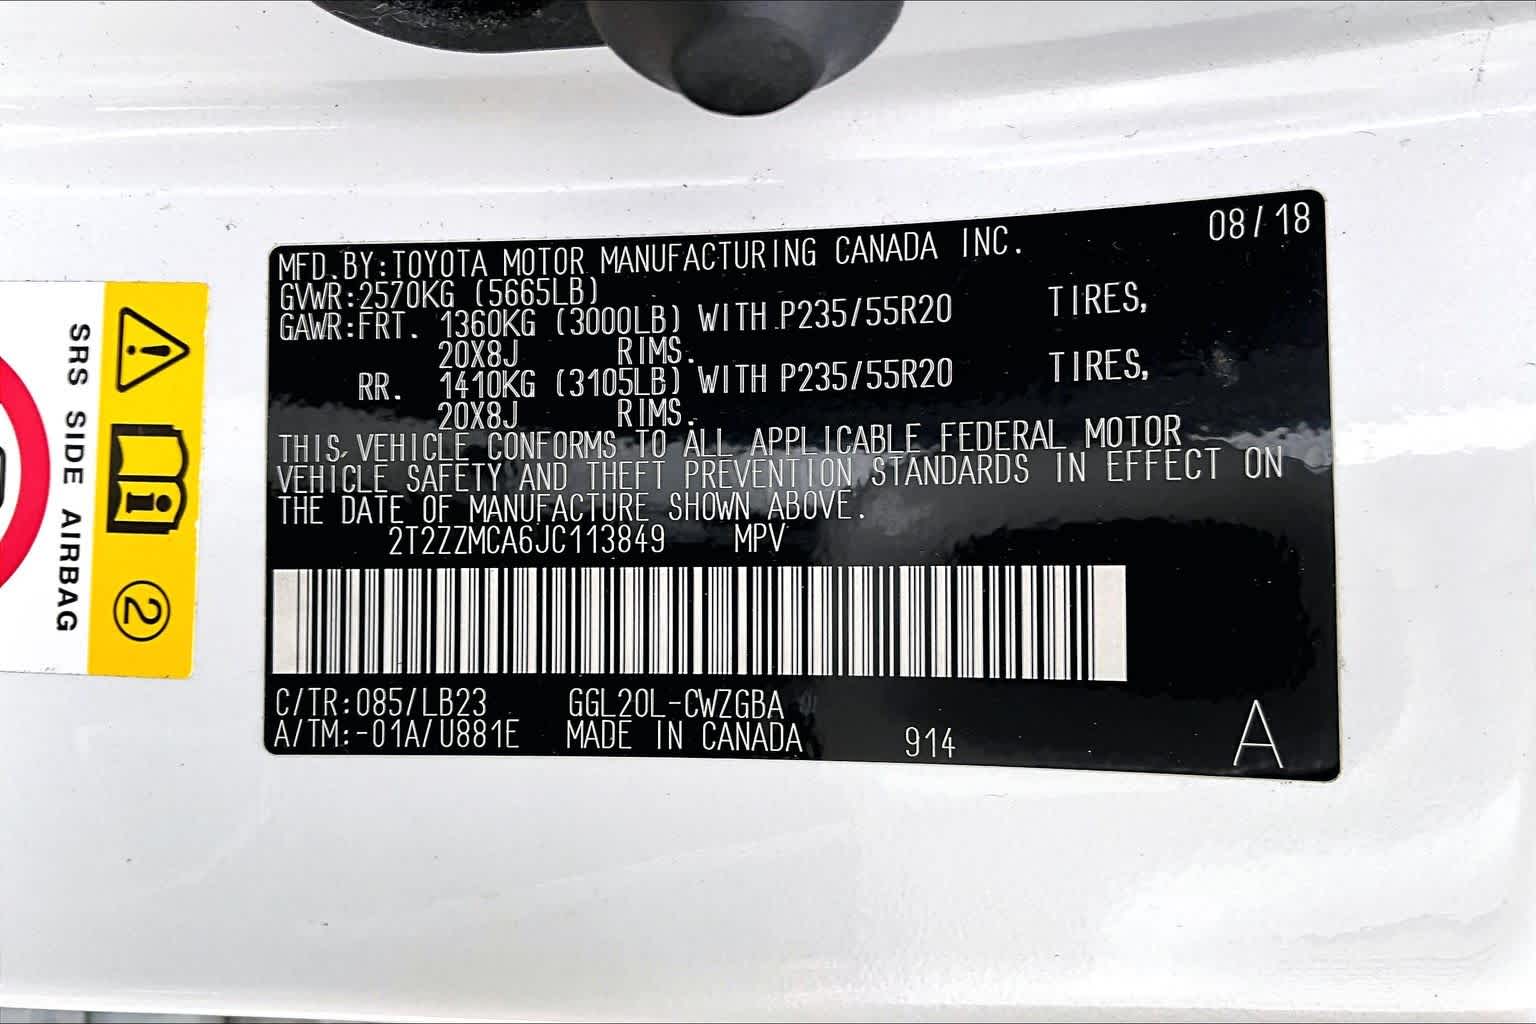 MFD.BY:TOYOTA MOTOR MANUFACTURING CANADA INC. 08/18
GVWR:2570KG (5665LB)
GAWR:FRT. 1360KG (3000LB) WITH P235/55R20 TIRES,
20X8J RIMS.
RR. 1410KG (3105LB) WITH P235/55R20 TIRES,
20X8J RIMS.
THIS VEHICLE CONFORMS TO ALL APPLICABLE FEDERAL MOTOR
VEHICLE SAFETY AND THEFT PREVENTION STANDARDS IN EFFECT ON
THE DATE OF MANUFACTURE SHOWN ABOVE.
2T2ZZMCA6JC113849 MPV
C/TR:085/LB23 GGL20L-CWZGBA
A/TM:-01A/U881E MADE IN CANADA 914 A
SRS SIDE AIRBAG
2